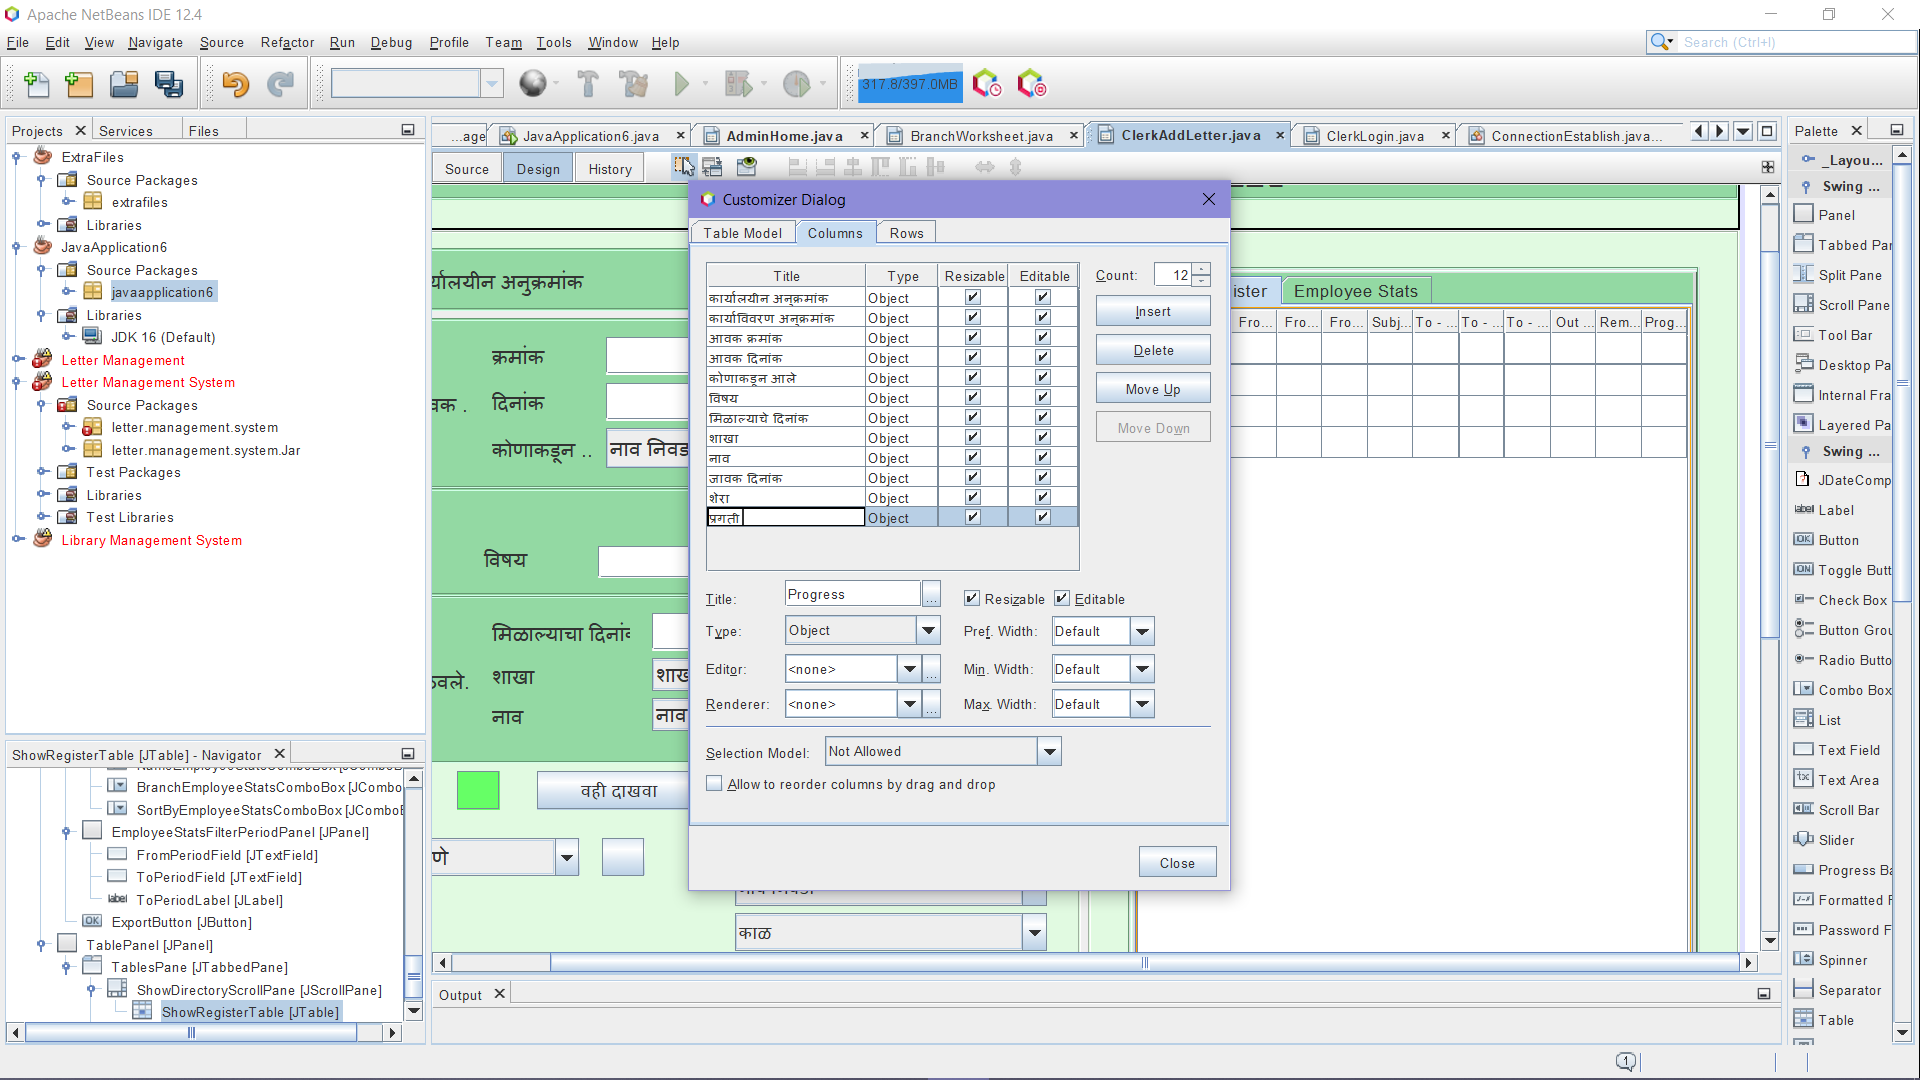 Apache NetBeans IDE 12.4
File Edit View Navigate Source Refactor Run Debug Profile Team Tools Window Help
Search (Ctrl+I)
317.8/397.0MB
Projects Services Files
ExtraFiles
Source Packages
extrafiles
Libraries
JavaApplication6
Source Packages
javaapplication6
Libraries
JDK 16 (Default)
Letter Management
Letter Management System
Source Packages
letter.management.system
letter.management.system.Jar
Test Packages
Libraries
Test Libraries
Library Management System
ShowRegisterTable [JTable] - Navigator
BranchEmployeeStatsComboBox [JCombo
SortByEmployeeStatsComboBox [JComboE
EmployeeStatsFilterPeriodPanel [JPanel]
FromPeriodField [JTextField]
ToPeriodField [JTextField]
ToPeriodLabel [JLabel]
ExportButton [JButton]
TablePanel [JPanel]
TablesPane [JTabbedPane]
ShowDirectoryScrollPane [JScrollPane]
ShowRegisterTable [JTable]
...age JavaApplication6.java AdminHome.java BranchWorksheet.java ClerkAddLetter.java ClerkLogin.java ConnectionEstablish.java...
Source Design History
र्यालयीन अनुक्रमांक
क्रमांक
वक . दिनांक
कोणाकडून .. नाव निवड
विषय
मिळाल्याचा दिनांक
वले. शाखा शाख
नाव नाव
वही दाखवा
णे
काळ
Customizer Dialog
Table Model Columns Rows
Title Type Resizable Editable
कार्यालयीन अनुक्रमांक Object
कार्याविवरण अनुक्रमांक Object
आवक क्रमांक Object
आवक दिनांक Object
कोणाकडून आले Object
विषय Object
मिळाल्याचे दिनांक Object
शाखा Object
नाव Object
जावक दिनांक Object
शेरा Object
प्रगती Object
Count: 12
Insert
Delete
Move Up
Move Down
Title: Progress ... Resizable Editable
Type: Object Pref. Width: Default
Editor: <none> ... Min. Width: Default
Renderer: <none> ... Max. Width: Default
Selection Model: Not Allowed
Allow to reorder columns by drag and drop
Close
ister Employee Stats
Fro... Fro... Fro... Subj... To - ... To - ... To - ... Out ... Rem... Prog...
Output
Palette
_Layou...
Swing ...
Panel
Tabbed Pan
Split Pane
Scroll Pane
Tool Bar
Desktop Pa
Internal Fra
Layered Pa
Swing ...
JDateComp
label Label
OK Button
ON Toggle Butt
Check Box
Button Grou
Radio Butto
Combo Box
List
Text Field
Text Area
Scroll Bar
Slider
Progress Ba
Formatted F
Password F
Spinner
Separator
Table
1